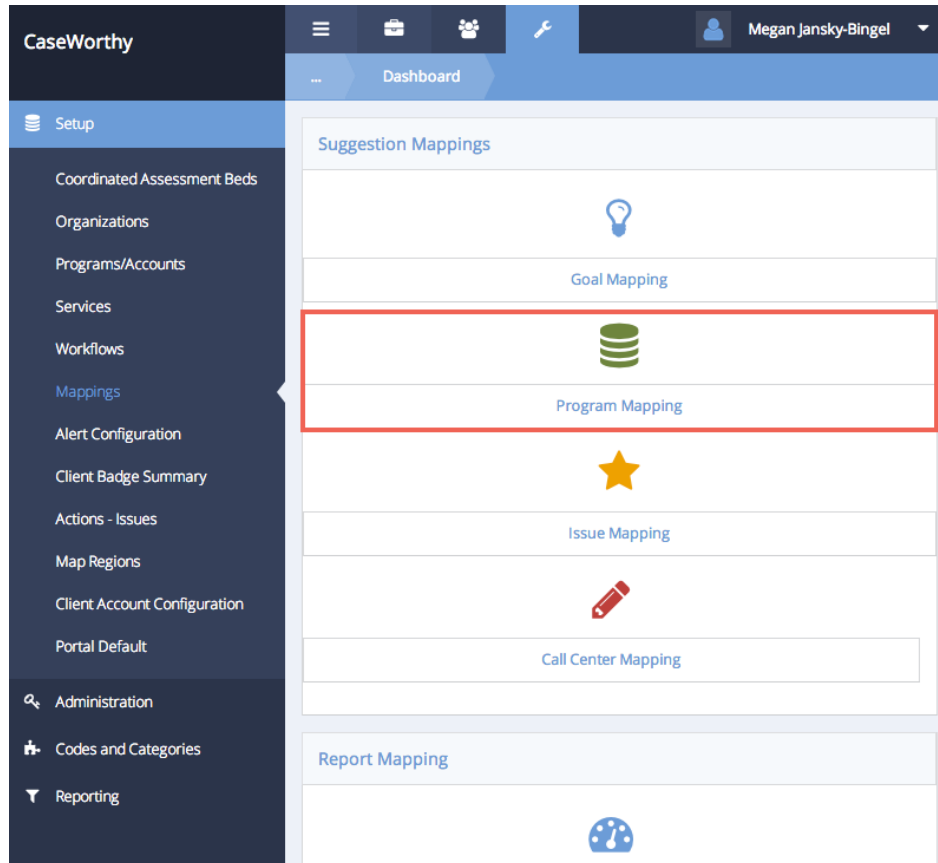 CaseWorthy
Megan Jansky-Bingel
... Dashboard
Setup
Coordinated Assessment Beds
Organizations
Programs/Accounts
Services
Workflows
Mappings
Alert Configuration
Client Badge Summary
Actions - Issues
Map Regions
Client Account Configuration
Portal Default
Administration
Codes and Categories
Reporting
Suggestion Mappings
Goal Mapping
Program Mapping
Issue Mapping
Call Center Mapping
Report Mapping